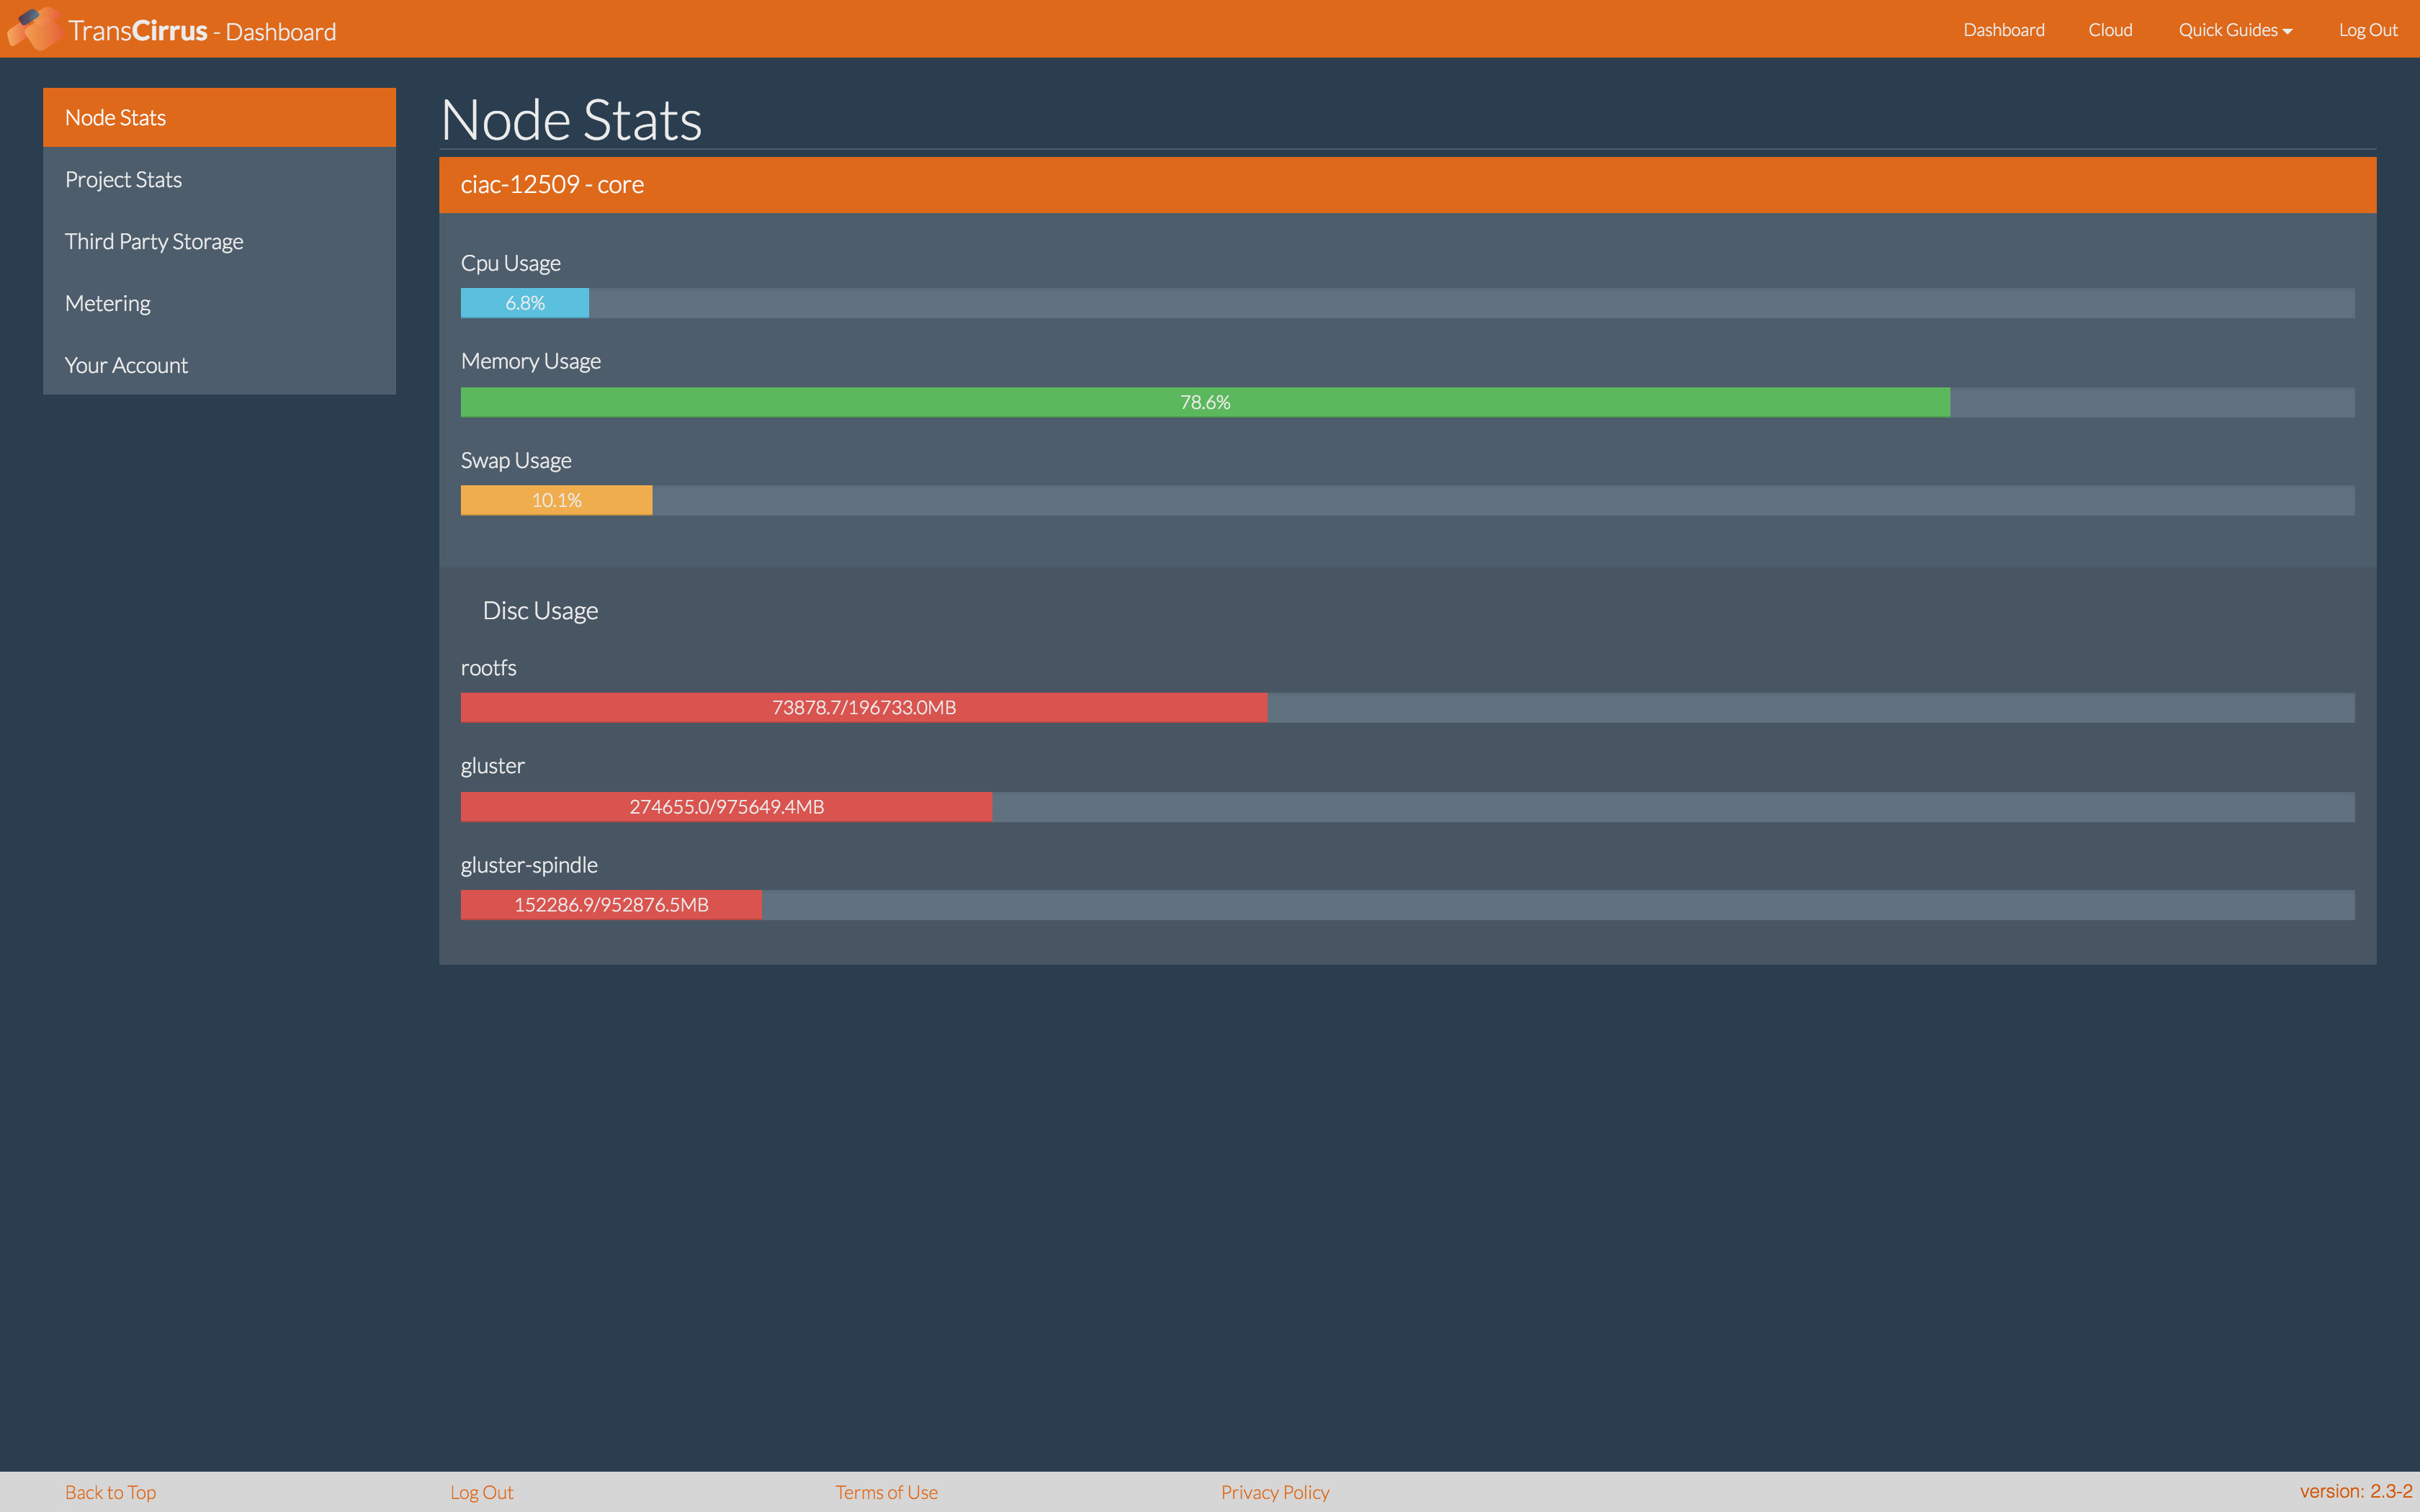 TransCirrus - Dashboard
Dashboard Cloud Quick Guides Log Out
Node Stats
Project Stats
Third Party Storage
Metering
Your Account
Node Stats
ciac-12509 - core
Cpu Usage
6.8%
Memory Usage
78.6%
Swap Usage
10.1%
Disc Usage
rootfs
73878.7/196733.0MB
gluster
274655.0/975649.4MB
gluster-spindle
152286.9/952876.5MB
Back to Top Log Out Terms of Use Privacy Policy version: 2.3-2